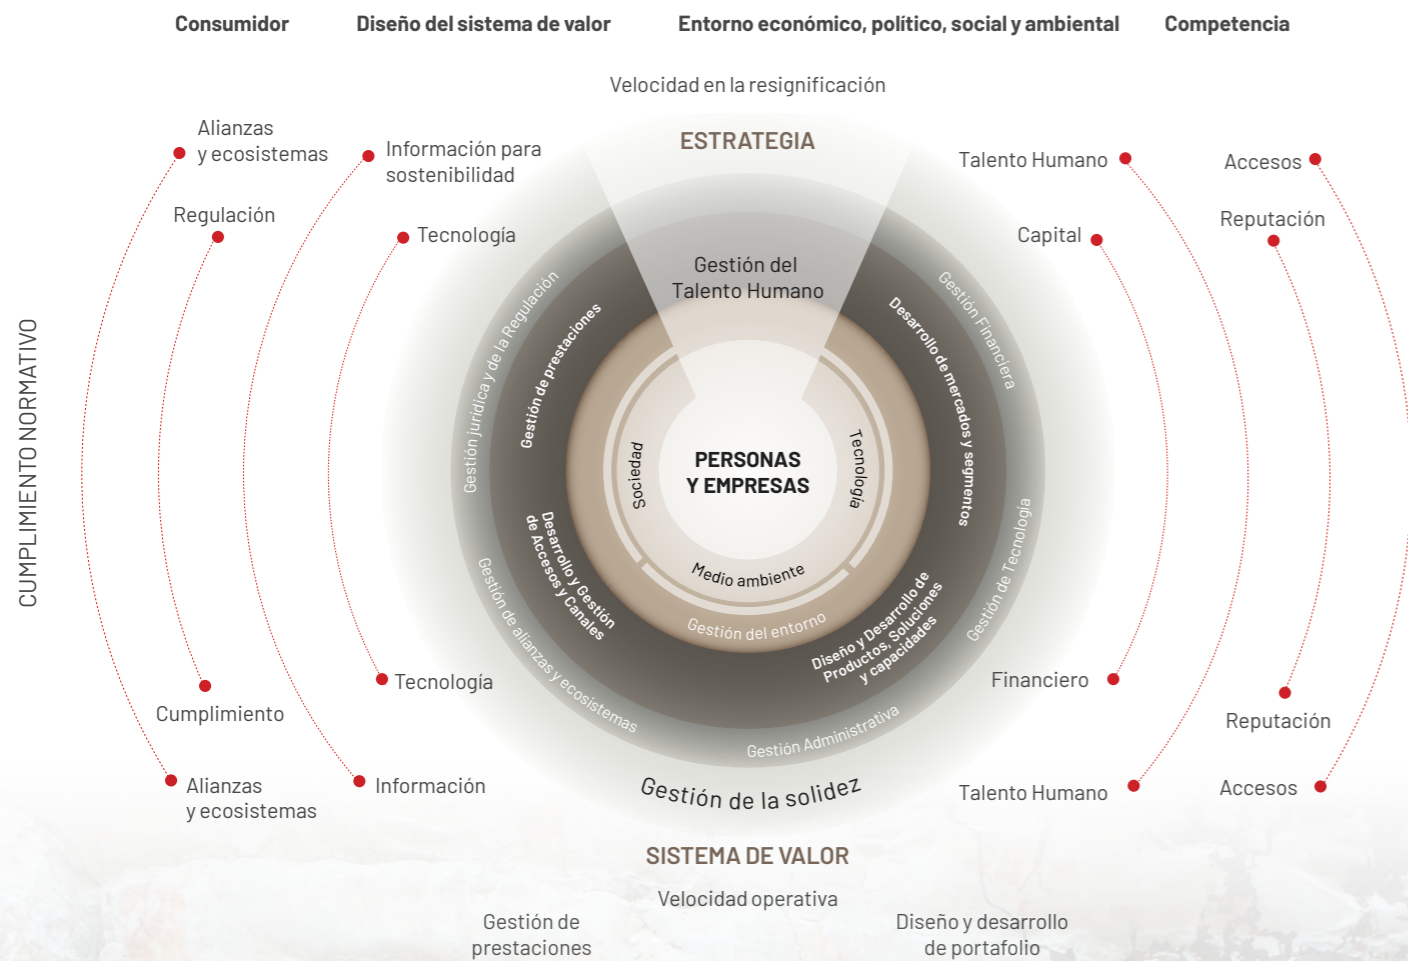 Consumidor
Diseño del sistema de valor
Entorno económico, político, social y ambiental
Competencia
Velocidad en la resignificación
ESTRATEGIA
Alianzas
y ecosistemas
Información para
sostenibilidad
Talento Humano
Accesos
Regulación
Tecnología
Capital
Reputación
CUMPLIMIENTO NORMATIVO
Gestión del
Talento Humano
Gestión jurídica y de la Regulación
Gestión de prestaciones
Desarrollo de mercados y segmentos
Gestión Financiera
Sociedad
PERSONAS
Y EMPRESAS
Tecnología
Medio ambiente
Gestión del entorno
Desarrollo y Gestión
de Accesos y Canales
Diseño y Desarrollo de
Productos, Soluciones
y capacidades
Gestión de Tecnología
Gestión de alianzas y ecosistemas
Gestión Administrativa
Gestión de la solidez
Tecnología
Financiero
Cumplimiento
Reputación
Alianzas
y ecosistemas
Información
Talento Humano
Accesos
SISTEMA DE VALOR
Velocidad operativa
Gestión de
prestaciones
Diseño y desarrollo
de portafolio